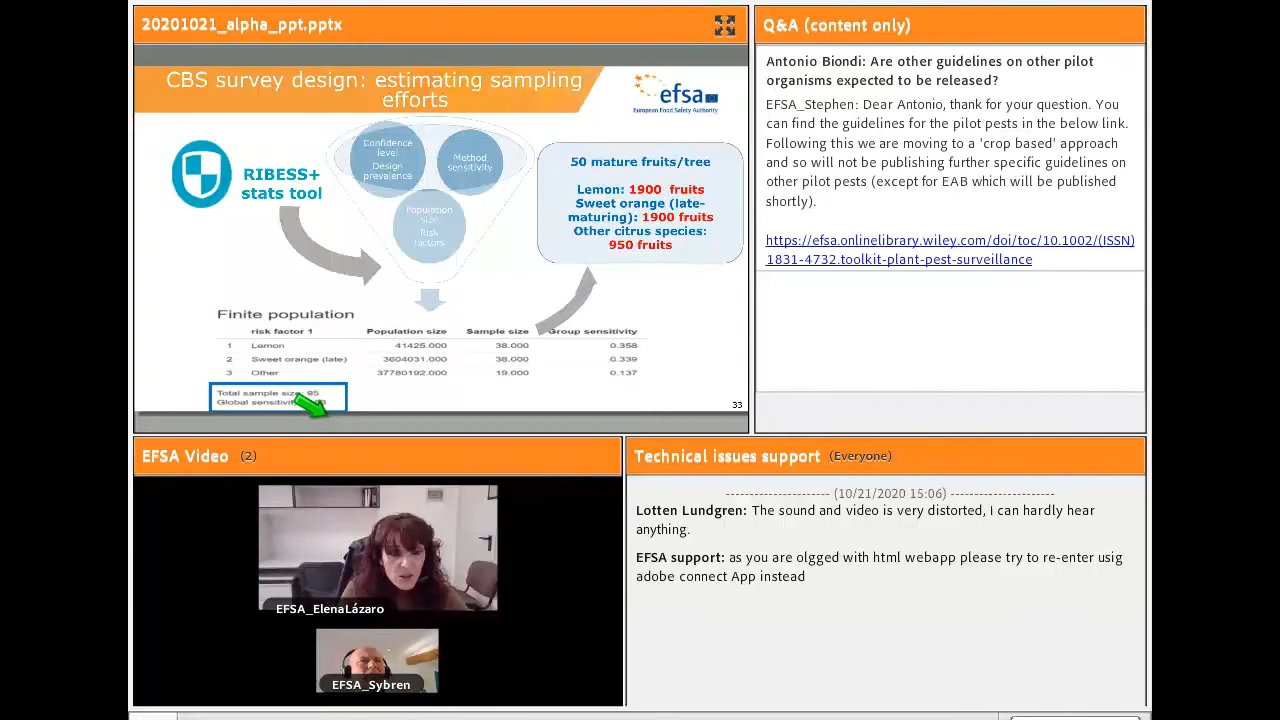 20201021_alpha_ppt.pptx
CBS survey design: estimating sampling
efforts
efsa
European Food Safety Authority
RIBESS+
stats tool
Confidence
level
Design
prevalence
Method
sensitivity
Population
size
Risk
factors
50 mature fruits/tree
Lemon: 1900 fruits
Sweet orange (late-
maturing): 1900 fruits
Other citrus species:
950 fruits
Finite population
risk factor 1 Population size Sample size Group sensitivity
1 Lemon 41425.000 38.000 0.358
2 Sweet orange (late) 3604031.000 38.000 0.339
3 Other 37780192.000 19.000 0.137
Total sample size: 95
Global
33
Q&A (content only)
Antonio Biondi: Are other guidelines on other pilot
organisms expected to be released?
EFSA_Stephen: Dear Antonio, thank for your question. You
can find the guidelines for the pilot pests in the below link.
Following this we are moving to a 'crop based' approach
and so will not be publishing further specific guidelines on
other pilot pests (except for EAB which will be published
shortly).
https://efsa.onlinelibrary.wiley.com/doi/toc/10.1002/(ISSN)
1831-4732.toolkit-plant-pest-surveillance
EFSA Video (2)
EFSA_ElenaLázaro
EFSA_Sybren
Technical issues support (Everyone)
-------------------- (10/21/2020 15:06) --------------------
Lotten Lundgren: The sound and video is very distorted, I can hardly hear
anything.
EFSA support: as you are olgged with html webapp please try to re-enter usig
adobe connect App instead